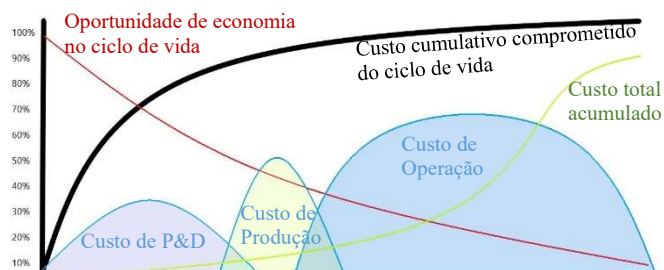 Oportunidade de economia
no ciclo de vida
Custo cumulativo comprometido
do ciclo de vida
Custo total
acumulado
Custo de
Operação
Custo de
Produção
Custo de P&D
100%
90%
80%
70%
60%
50%
40%
30%
20%
10%